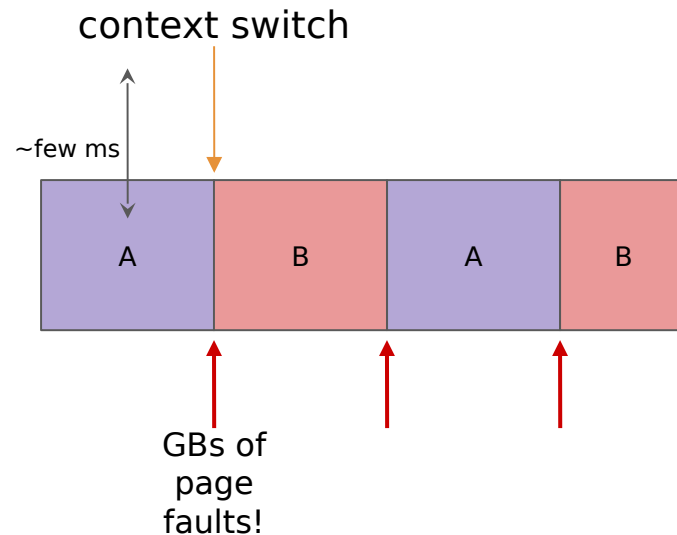 context switch
~few ms
A
B
A
B
GBs of
page
faults!